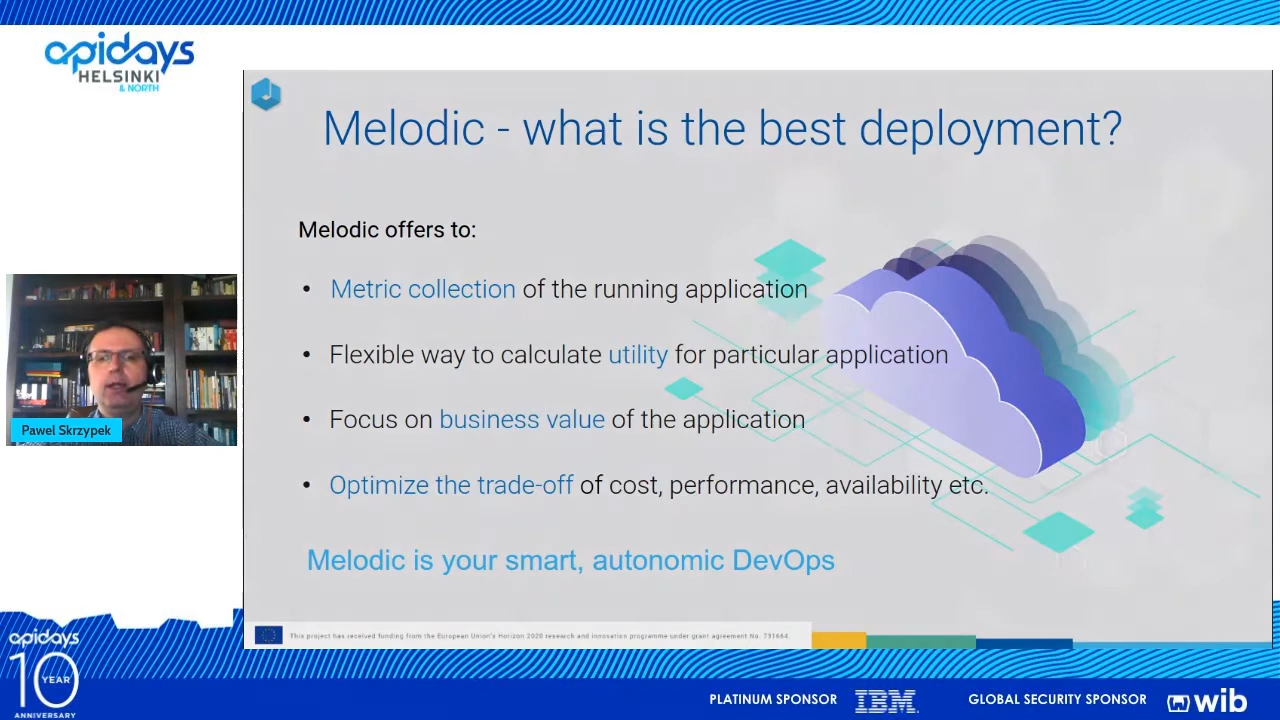 apidays
HELSINKI
& NORTH
Melodic - what is the best deployment?
Melodic offers to:
• Metric collection of the running application
• Flexible way to calculate utility for particular application
• Focus on business value of the application
• Optimize the trade-off of cost, performance, availability etc.
Melodic is your smart, autonomic DevOps
This project has received funding from the European Union's Horizon 2020 research and innovation programme under grant agreement No. 731664.
Pawel Skrzypek
apidays
10
YEAR
ANNIVERSARY
PLATINUM SPONSOR IBM GLOBAL SECURITY SPONSOR wib